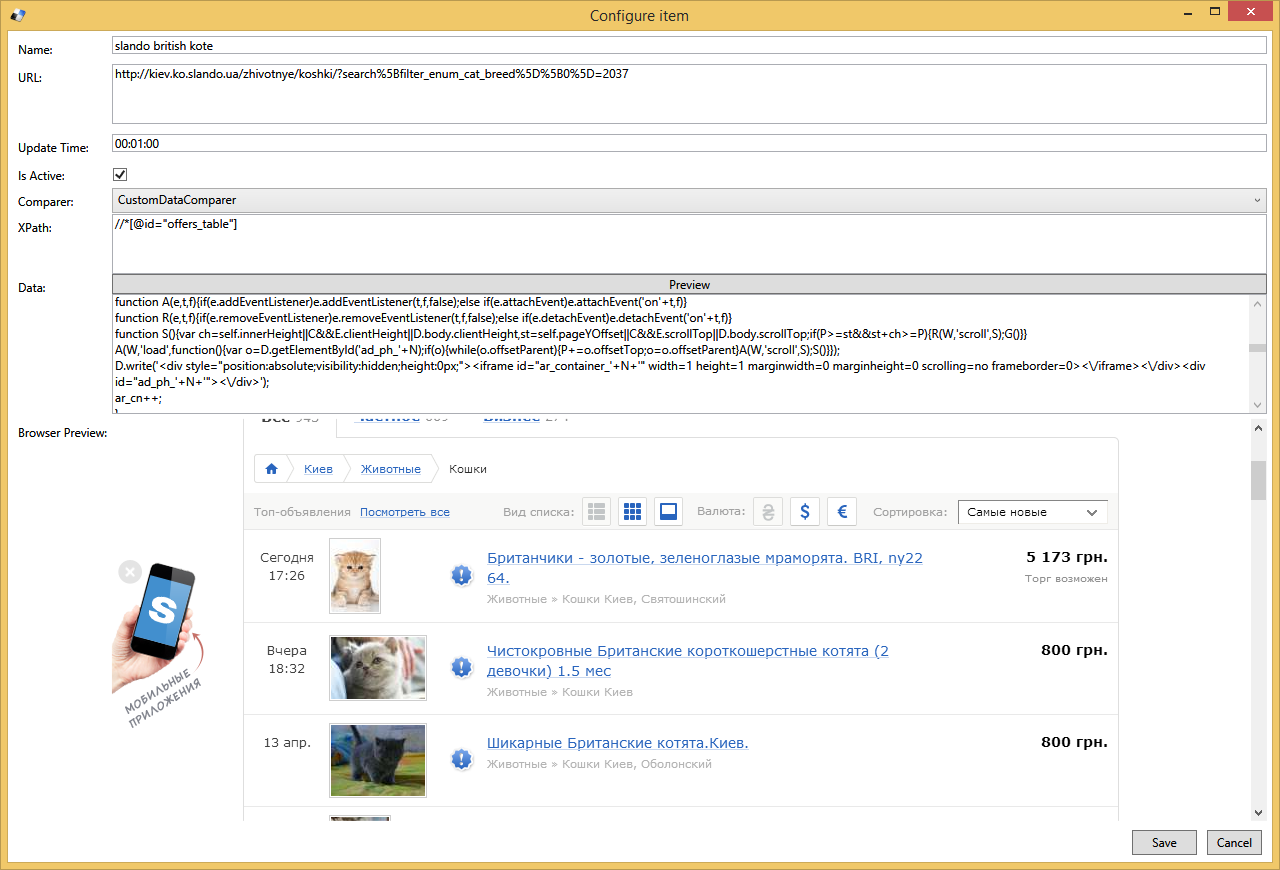 Configure item
Name:
slando british kote
URL:
http://kiev.ko.slando.ua/zhivotnye/koshki/?search%5Bfilter_enum_cat_breed%5D%5B0%5D=2037
Update Time:
00:01:00
Is Active:
Comparer:
CustomDataComparer
XPath:
//*[@id="offers_table"]
Data:
Preview
function A(e,t,f){if(e.addEventListener)e.addEventListener(t,f,false);else if(e.attachEvent)e.attachEvent('on'+t,f)}
function R(e,t,f){if(e.removeEventListener)e.removeEventListener(t,f,false);else if(e.detachEvent)e.detachEvent('on'+t,f)}
function S(){var ch=self.innerHeight||C&&E.clientHeight||D.body.clientHeight,st=self.pageYOffset||C&&E.scrollTop||D.body.scrollTop;if(P>=st&&st+ch>=P){R(W,'scroll',S);G()}}
A(W,'load',function(){var o=D.getElementById('ad_ph_'+N);if(o){while(o.offsetParent){P+=o.offsetTop;o=o.offsetParent}A(W,'scroll',S);S()}});
D.write('<div style="position:absolute;visibility:hidden;height:0px;"><iframe id="ar_container_'+N+'" width=1 height=1 marginwidth=0 marginheight=0 scrolling=no frameborder=0><\/iframe><\/div><div
id="ad_ph_'+N+'"><\/div>');
ar_cn++;
Browser Preview:
Киев
Животные
Кошки
Топ-объявления Посмотреть все
Вид списка:
Валюта:
₴
$
€
Сортировка:
Самые новые
Сегодня
17:26
Британчики - золотые, зеленоглазые мраморята. BRI, ny22
64.
Животные » Кошки Киев, Святошинский
5 173 грн.
Торг возможен
Вчера
18:32
Чистокровные Британские короткошерстные котята (2
девочки) 1.5 мес
Животные » Кошки Киев
800 грн.
13 апр.
Шикарные Британские котята.Киев.
Животные » Кошки Киев, Оболонский
800 грн.
S
МОБИЛЬНЫЕ
ПРИЛОЖЕНИЯ
Save
Cancel